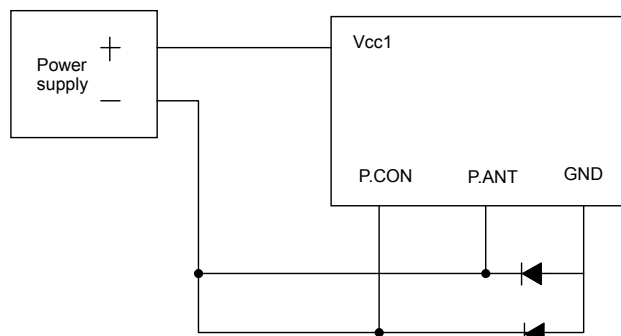 Power
supply
+
−
Vcc1
P.CON
P.ANT
GND